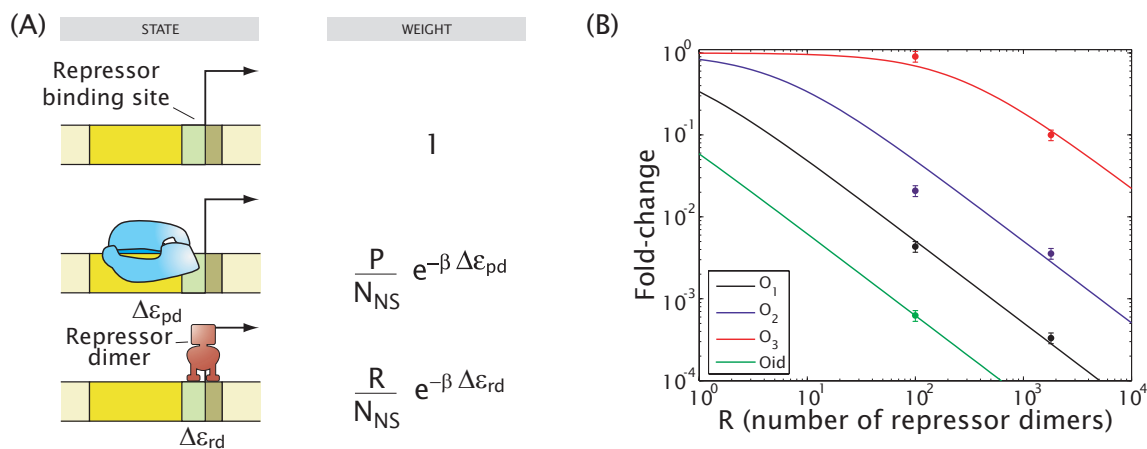 (A)
STATE
WEIGHT
Repressor
binding site
1
Δε_pd
P
N_NS
e^{-β Δε_pd}
Repressor
dimer
Δε_rd
R
N_NS
e^{-β Δε_rd}
(B)
Fold-change
10^0
10^-1
10^-2
10^-3
10^-4
O_1
O_2
O_3
Oid
10^0 10^1 10^2 10^3 10^4
R (number of repressor dimers)